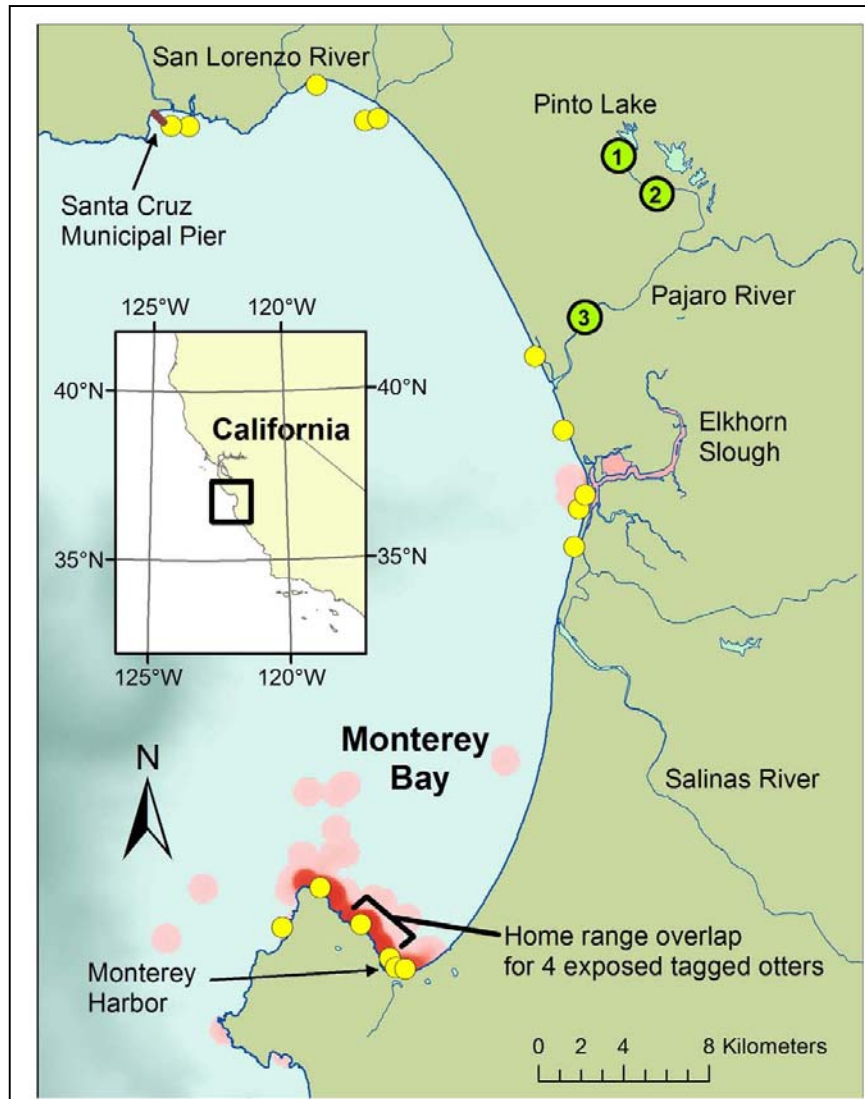 San Lorenzo River
Pinto Lake
1
2
Santa Cruz
Municipal Pier
Pajaro River
3
125°W 120°W
40°N 40°N
California
35°N 35°N
125°W 120°W
Elkhorn
Slough
Monterey
Bay
N
Salinas River
Home range overlap
for 4 exposed tagged otters
Monterey
Harbor
0 2 4 8 Kilometers